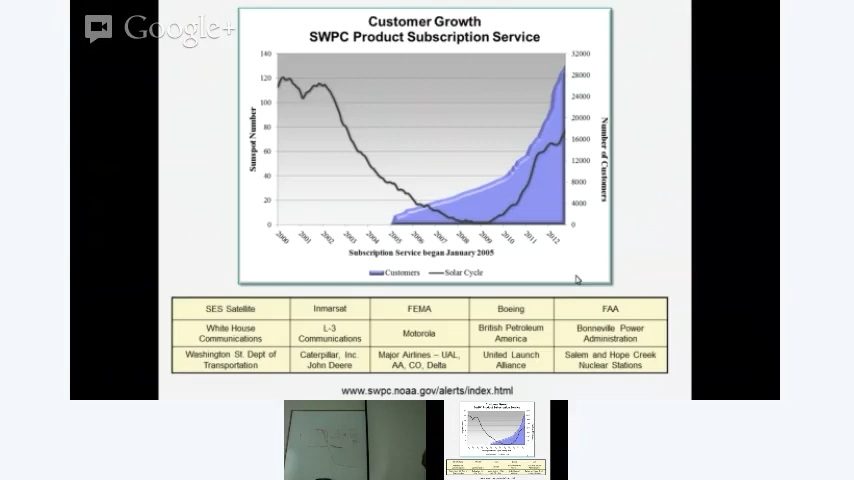 Google+
Customer Growth
SWPC Product Subscription Service
140
120
100
80
60
40
20
0
Sunspot Number
32000
28000
24000
20000
16000
12000
8000
4000
0
Number of Customers
2000
2001
2002
2003
2004
2005
2006
2007
2008
2009
2010
2011
2012
Subscription Service began January 2005
Customers
Solar Cycle
SES Satellite
Inmarsat
FEMA
Boeing
FAA
White House
Communications
L-3
Communications
Motorola
British Petroleum
America
Bonneville Power
Administration
Washington St. Dept of
Transportation
Caterpillar, Inc.
John Deere
Major Airlines – UAL,
AA, CO, Delta
United Launch
Alliance
Salem and Hope Creek
Nuclear Stations
www.swpc.noaa.gov/alerts/index.html